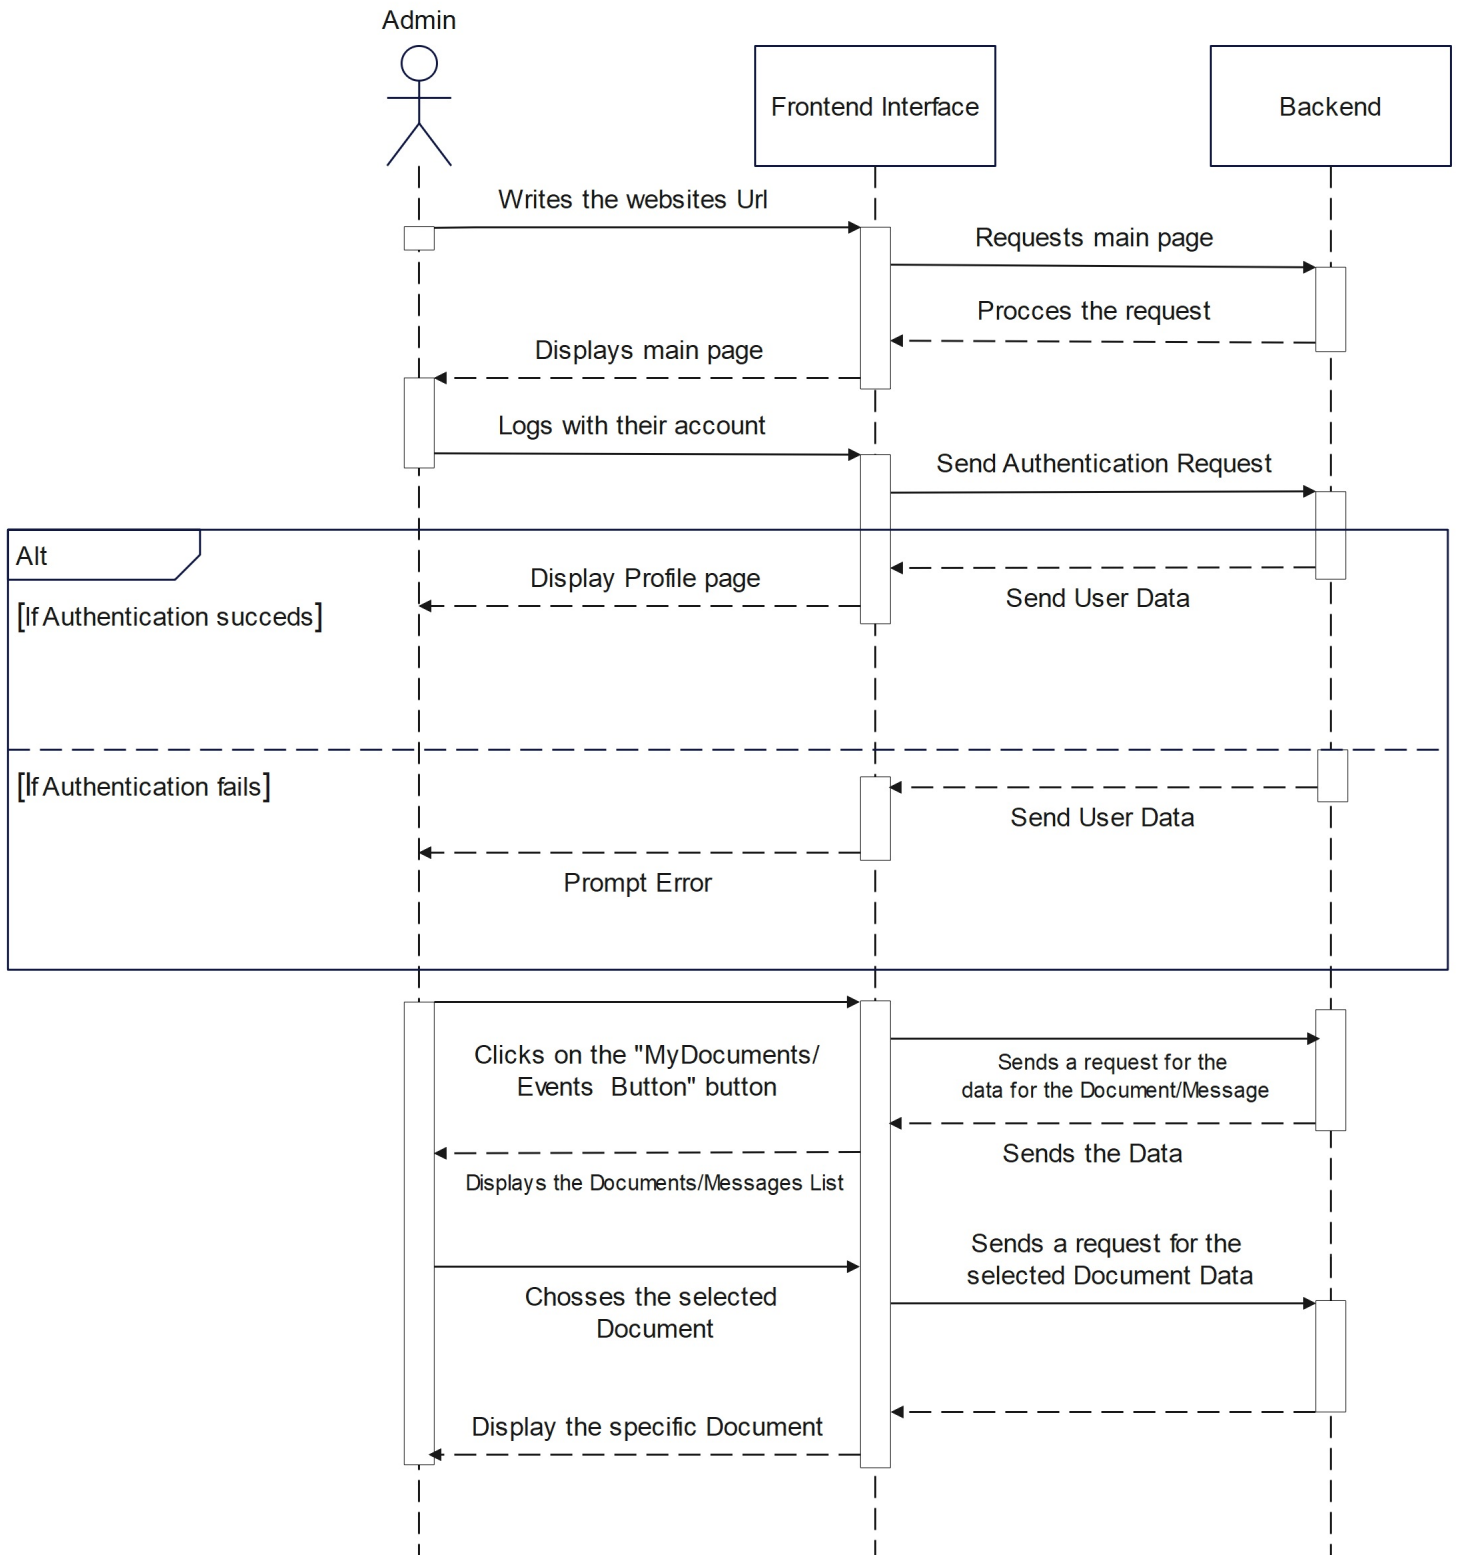 Admin
Frontend Interface
Backend
Writes the websites Url
Requests main page
Procces the request
Displays main page
Logs with their account
Send Authentication Request
Alt
Display Profile page
Send User Data
[If Authentication succeds]
[If Authentication fails]
Send User Data
Prompt Error
Clicks on the "MyDocuments/
Events Button" button
Sends a request for the
data for the Document/Message
Sends the Data
Displays the Documents/Messages List
Sends a request for the
selected Document Data
Chosses the selected
Document
Display the specific Document